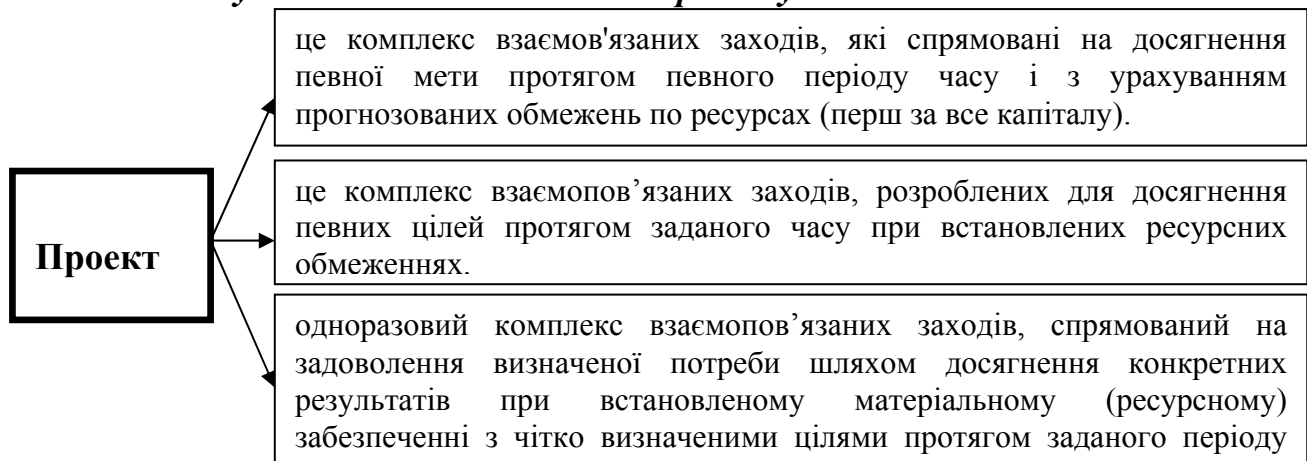 це комплекс взаємов'язаних заходів, які спрямовані на досягнення
певної мети протягом певного періоду часу і з урахуванням
прогнозованих обмежень по ресурсах (перш за все капіталу).
Проект
це комплекс взаємопов’язаних заходів, розроблених для досягнення
певних цілей протягом заданого часу при встановлених ресурсних
обмеженнях.
одноразовий комплекс взаємопов’язаних заходів, спрямований на
задоволення визначеної потреби шляхом досягнення конкретних
результатів при встановленому матеріальному (ресурсному)
забезпеченні з чітко визначеними цілями протягом заданого періоду